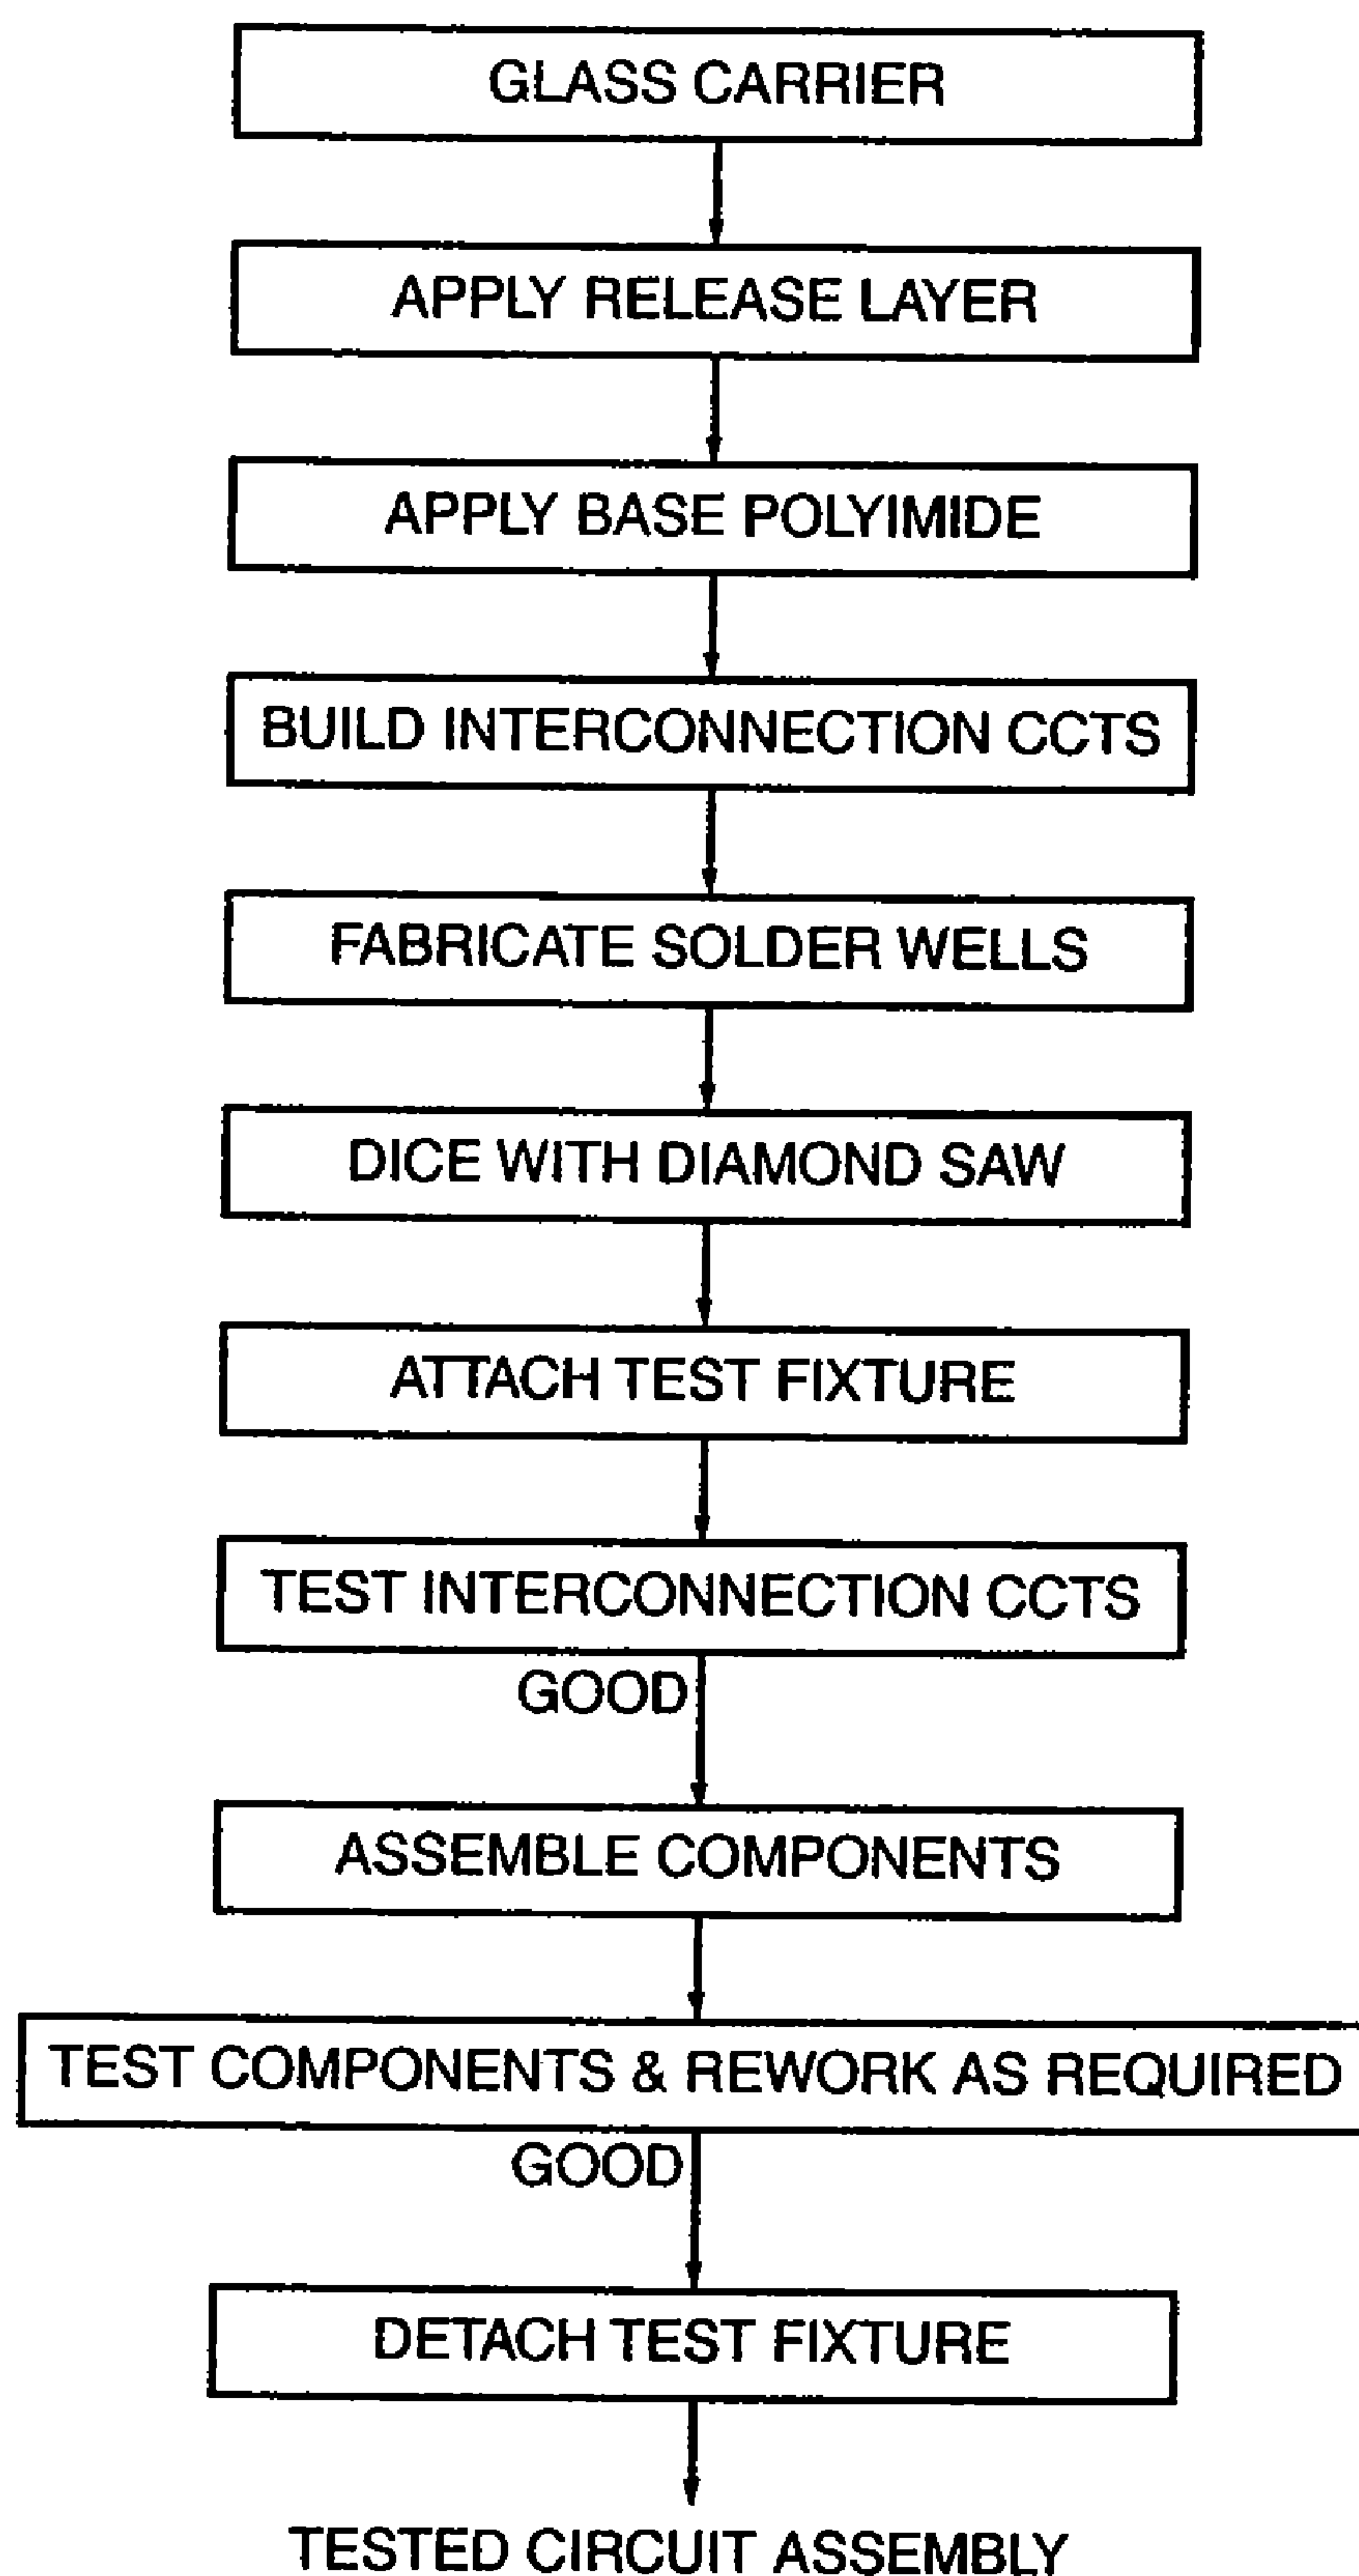 GLASS CARRIER
APPLY RELEASE LAYER
APPLY BASE POLYIMIDE
BUILD INTERCONNECTION CCTS
FABRICATE SOLDER WELLS
DICE WITH DIAMOND SAW
ATTACH TEST FIXTURE
TEST INTERCONNECTION CCTS
GOOD
ASSEMBLE COMPONENTS
TEST COMPONENTS & REWORK AS REQUIRED
GOOD
DETACH TEST FIXTURE
TESTED CIRCUIT ASSEMBLY